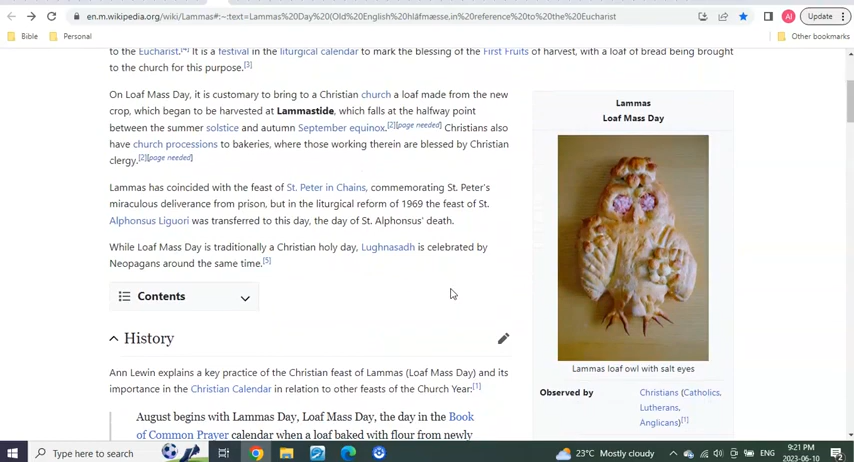 en.m.wikipedia.org/wiki/Lammas#:~:text=Lammas%20Day%20(Old%20English%20hlāfmæsse,in%20reference%20to%20the%20Eucharist
AI
Update
Bible
Personal
Other bookmarks
to the Eucharist.[4] It is a festival in the liturgical calendar to mark the blessing of the First Fruits of harvest, with a loaf of bread being brought
to the church for this purpose.[3]
On Loaf Mass Day, it is customary to bring to a Christian church a loaf made from the new
crop, which began to be harvested at Lammastide, which falls at the halfway point
between the summer solstice and autumn September equinox.[2][page needed] Christians also
have church processions to bakeries, where those working therein are blessed by Christian
clergy.[2][page needed]
Lammas has coincided with the feast of St. Peter in Chains, commemorating St. Peter's
miraculous deliverance from prison, but in the liturgical reform of 1969 the feast of St.
Alphonsus Liguori was transferred to this day, the day of St. Alphonsus' death.
While Loaf Mass Day is traditionally a Christian holy day, Lughnasadh is celebrated by
Neopagans around the same time.[5]
Contents
History
Ann Lewin explains a key practice of the Christian feast of Lammas (Loaf Mass Day) and its
importance in the Christian Calendar in relation to other feasts of the Church Year:[1]
August begins with Lammas Day, Loaf Mass Day, the day in the Book
of Common Prayer calendar when a loaf baked with flour from newly
Lammas
Loaf Mass Day
Lammas loaf owl with salt eyes
Observed by
Christians (Catholics,
Lutherans,
Anglicans)[1]
Type here to search
23°C Mostly cloudy
ENG
9:21 PM
2023-06-10
2